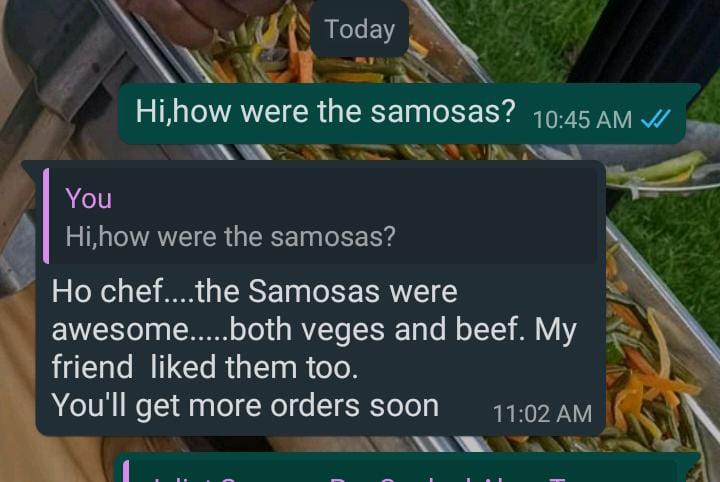 Today
Hi,how were the samosas? 10:45 AM
You
Hi,how were the samosas?
Ho chef....the Samosas were
awesome.....both veges and beef. My
friend liked them too.
You'll get more orders soon 11:02 AM